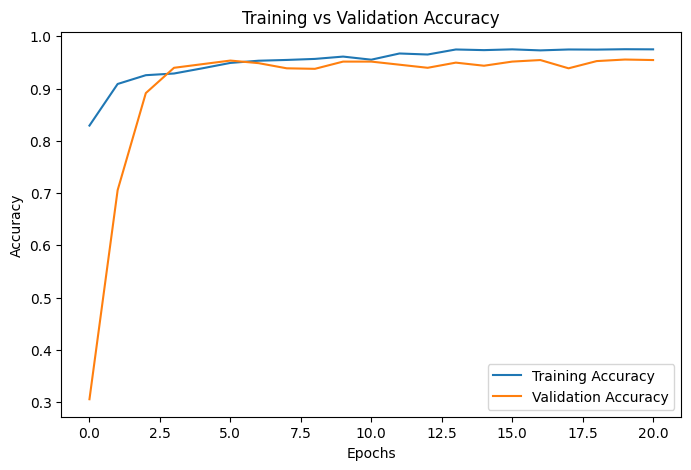 Training vs Validation Accuracy
1.0
0.9
0.8
0.7
0.6
0.5
0.4
0.3
Accuracy
Training Accuracy
Validation Accuracy
0.0 2.5 5.0 7.5 10.0 12.5 15.0 17.5 20.0
Epochs